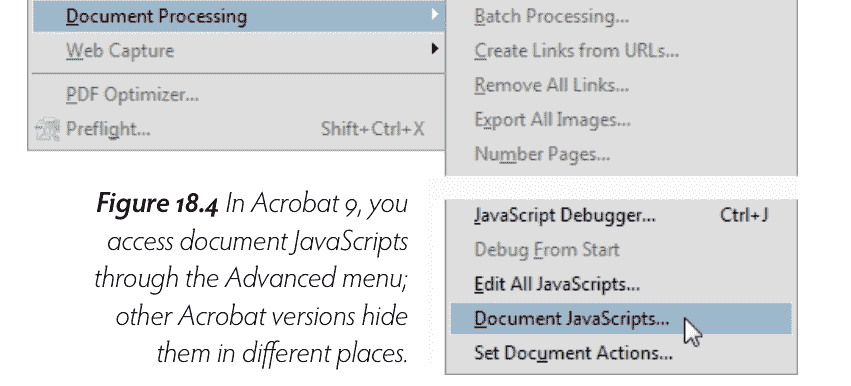 Document Processing
Web Capture
PDF Optimizer...
Preflight... Shift+Ctrl+X
Batch Processing...
Create Links from URLs...
Remove All Links...
Export All Images...
Number Pages...
JavaScript Debugger... Ctrl+J
Debug From Start
Edit All JavaScripts...
Document JavaScripts...
Set Document Actions...
Figure 18.4 In Acrobat 9, you
access document JavaScripts
through the Advanced menu;
other Acrobat versions hide
them in different places.